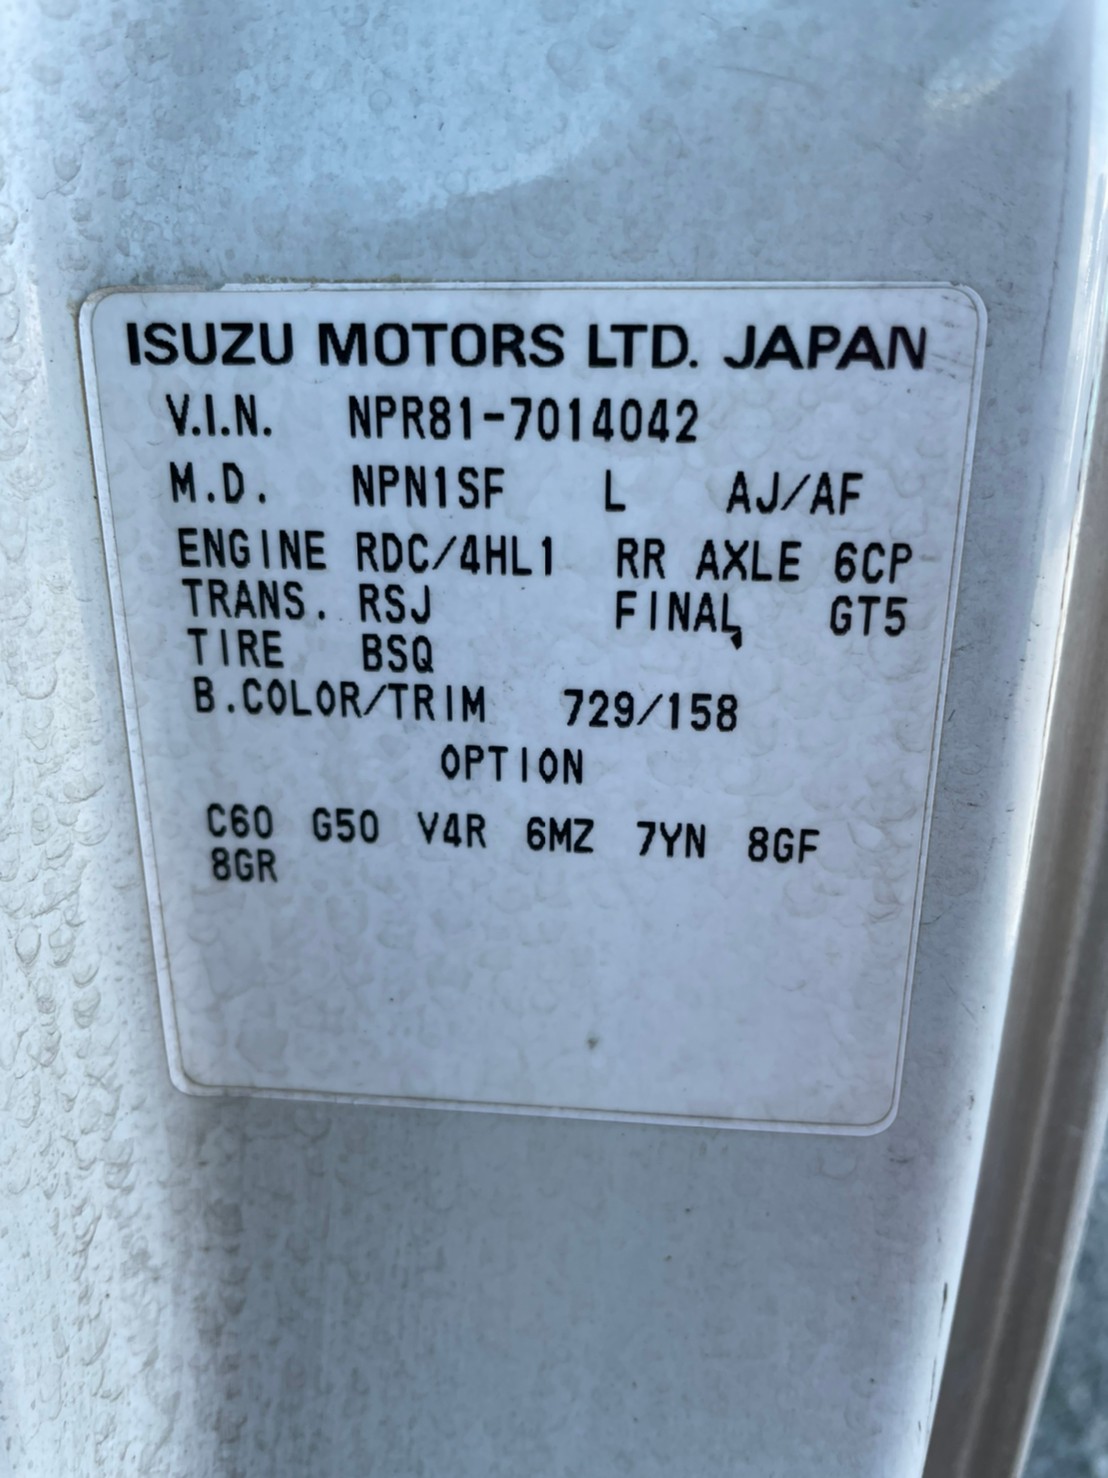 ISUZU MOTORS LTD. JAPAN
V.I.N. NPR81-7014042
M.D. NPN1SF L AJ/AF
ENGINE RDC/4HL1 RR AXLE 6CP
TRANS. RSJ FINAL GT5
TIRE BSQ
B.COLOR/TRIM 729/158
OPTION
C60 G50 V4R 6MZ 7YN 8GF
8GR